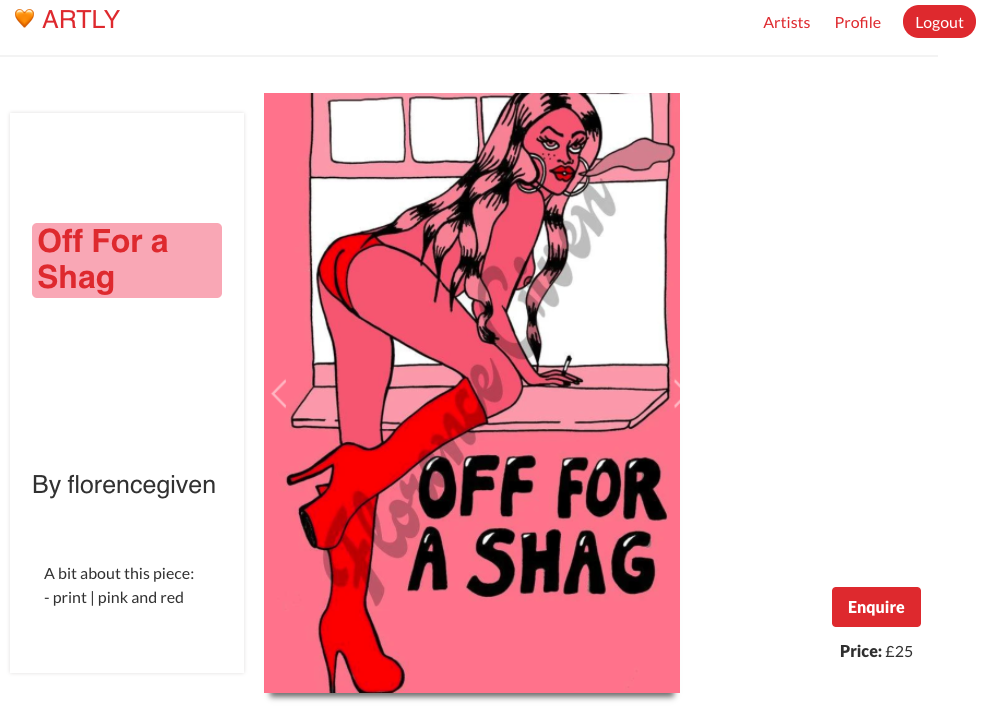 🧡 ARTLY
Artists
Profile
Logout
Off For a
Shag
By florencegiven
A bit about this piece:
- print | pink and red
Florence Given
OFF FOR
A SHAG
Enquire
Price: £25